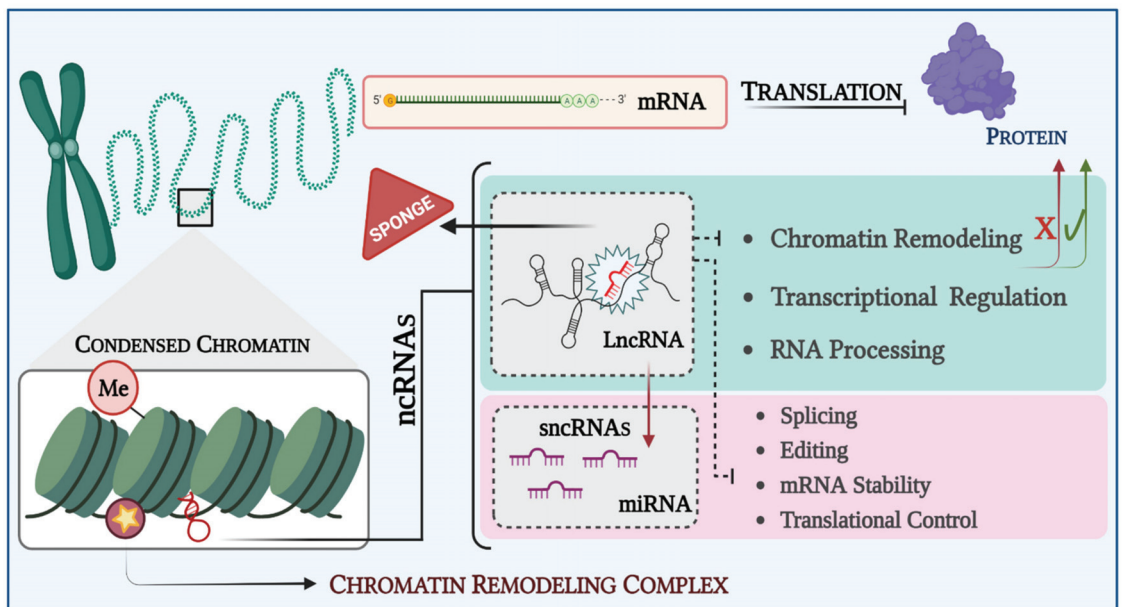 5' G A A A --- 3' mRNA
TRANSLATION
PROTEIN
SPONGE
X
• Chromatin Remodeling
• Transcriptional Regulation
• RNA Processing
LncRNA
CONDENSED CHROMATIN
Me
ncRNAs
sncRNAs
miRNA
• Splicing
• Editing
• mRNA Stability
• Translational Control
CHROMATIN REMODELING COMPLEX